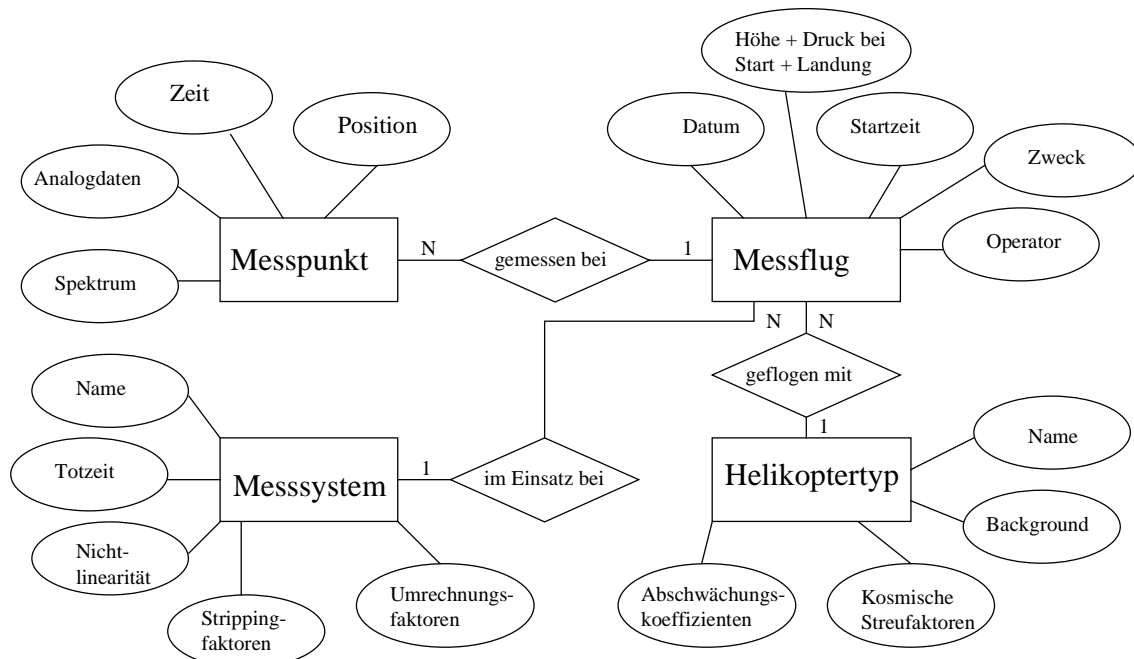 Höhe + Druck bei
Start + Landung
Zeit
Position
Datum
Startzeit
Zweck
Analogdaten
Operator
Messpunkt
N
gemessen bei
1
Messflug
Spektrum
N
N
geflogen mit
Name
1
Name
Totzeit
Messsystem
1
im Einsatz bei
Helikoptertyp
Background
Nicht-
linearität
Stripping-
faktoren
Umrechnungs-
faktoren
Abschwächungs-
koeffizienten
Kosmische
Streufaktoren